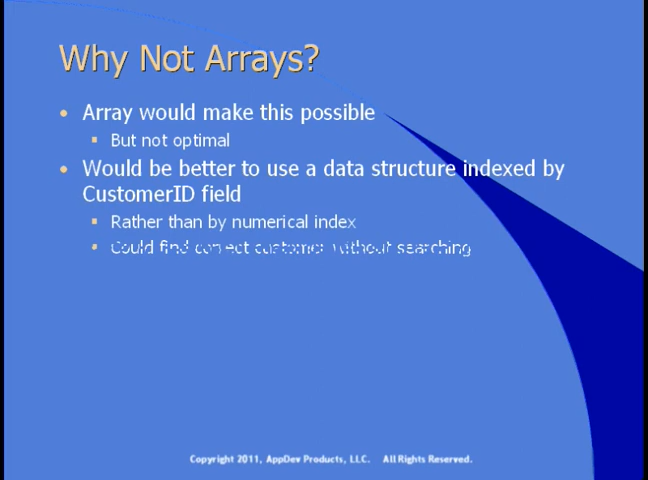 Why Not Arrays?
Array would make this possible
But not optimal
Would be better to use a data structure indexed by
CustomerID field
Rather than by numerical index
Could find correct customer without searching
Copyright 2011, AppDev Products, LLC. All Rights Reserved.